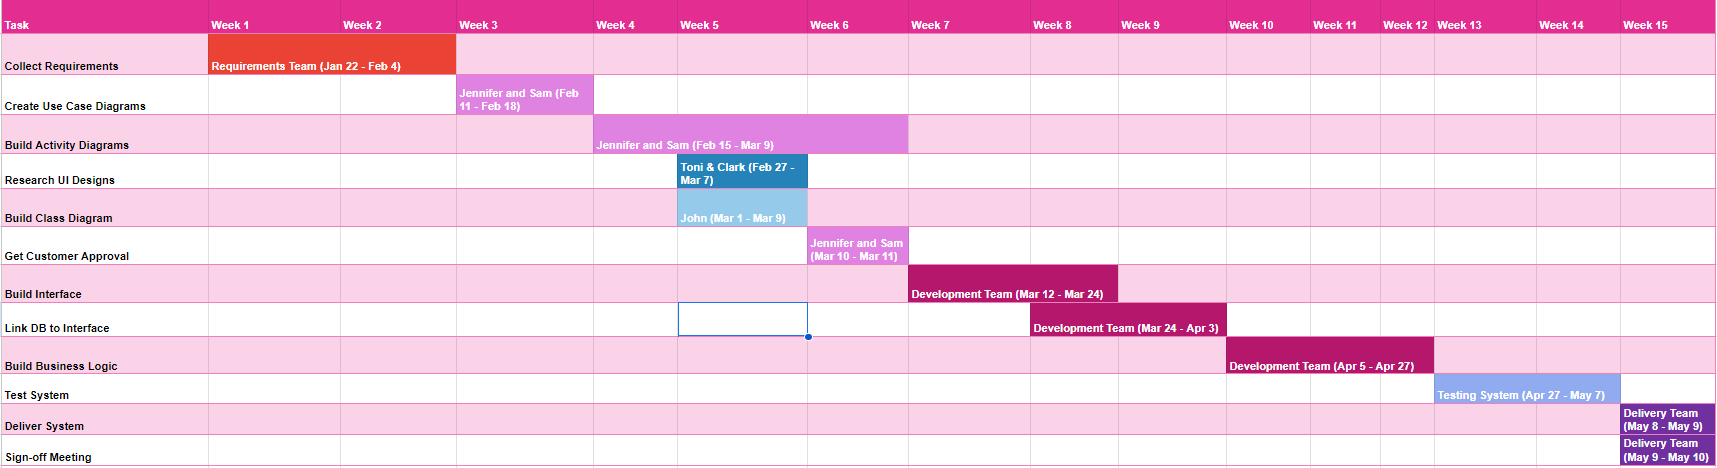 Task Week 1 Week 2 Week 3 Week 4 Week 5 Week 6 Week 7 Week 8 Week 9 Week 10 Week 11 Week 12 Week 13 Week 14 Week 15
Collect Requirements Requirements Team (Jan 22 - Feb 4)
Create Use Case Diagrams
Jennifer and Sam (Feb
11 - Feb 18)
Build Activity Diagrams Jennifer and Sam (Feb 15 - Mar 9)
Research UI Designs
Toni & Clark (Feb 27 -
Mar 7)
Build Class Diagram John (Mar 1 - Mar 9)
Get Customer Approval
Jennifer and Sam
(Mar 10 - Mar 11)
Build Interface Development Team (Mar 12 - Mar 24)
Link DB to Interface Development Team (Mar 24 - Apr 3)
Build Business Logic Development Team (Apr 5 - Apr 27)
Test System Testing System (Apr 27 - May 7)
Deliver System
Delivery Team
(May 8 - May 9)
Sign-off Meeting
Delivery Team
(May 9 - May 10)